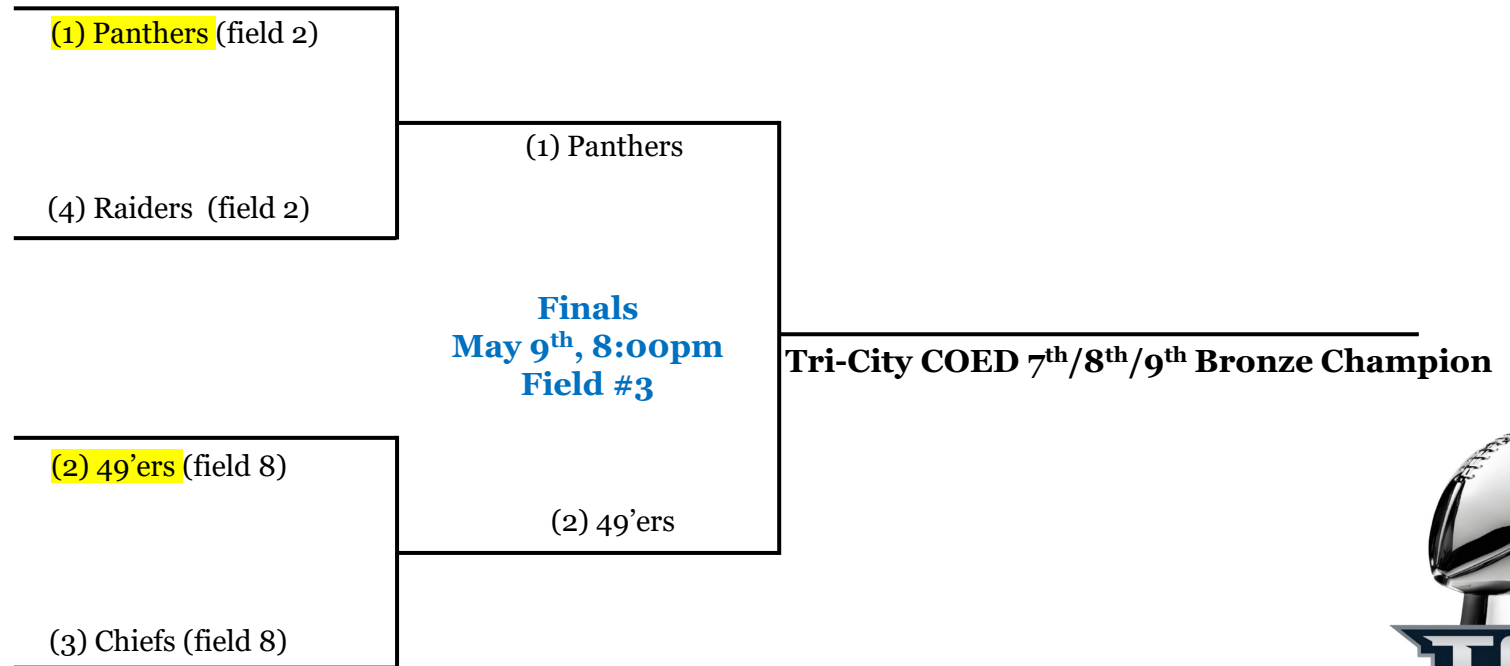 (1) Panthers (field 2)
(1) Panthers
(4) Raiders (field 2)
Finals
May 9th, 8:00pm
Field #3
Tri-City COED 7th/8th/9th Bronze Champion
(2) 49’ers (field 8)
(2) 49’ers
(3) Chiefs (field 8)